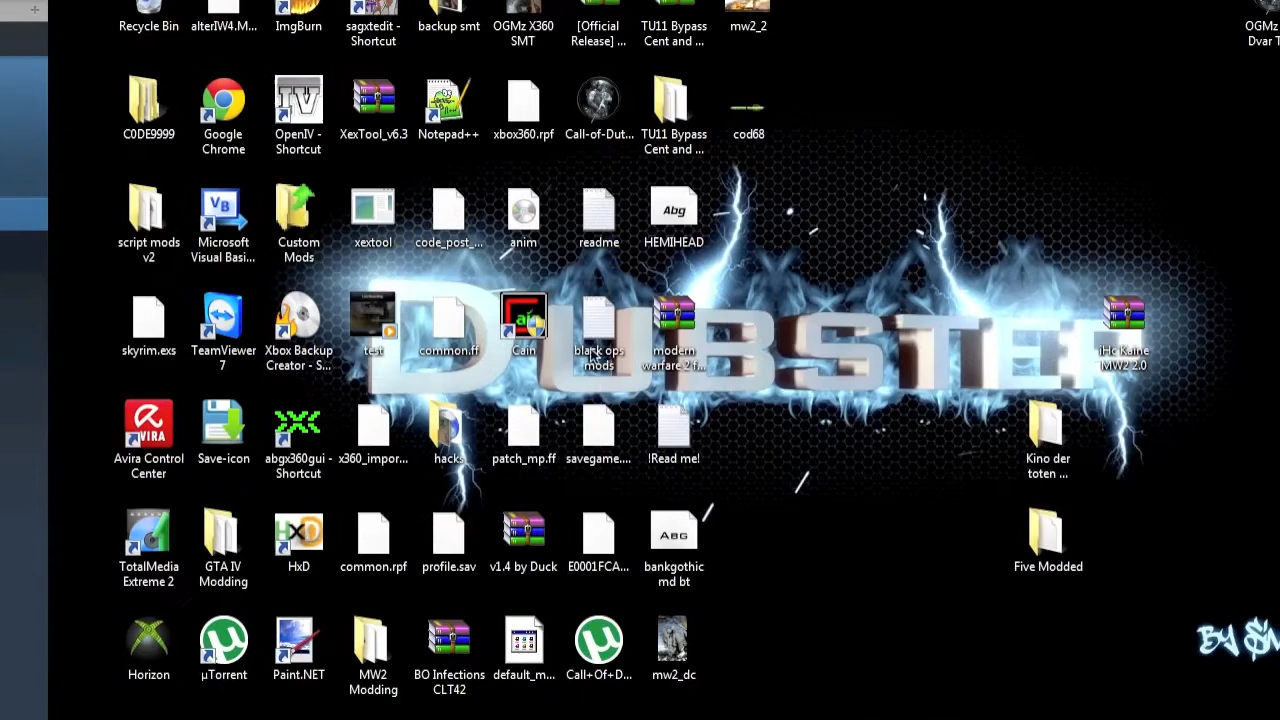 Recycle Bin
alterIW4.M...
ImgBurn
sagxtedit -
Shortcut
backup smt
OGMz X360
SMT
[Official
Release] ...
TU11 Bypass
Cent and ...
mw2_2
OGMz
Dvar T
C0DE9999
Google
Chrome
OpenIV -
Shortcut
XexTool_v6.3
Notepad++
xbox360.rpf
Call-of-Dut...
TU11 Bypass
Cent and ...
cod68
script mods
v2
Microsoft
Visual Basi...
Custom
Mods
xextool
code_post_...
anim
readme
Abg
HEMIHEAD
skyrim.exs
TeamViewer
7
Xbox Backup
Creator - S...
test
common.ff
Cain
black ops
mods
modern
warfare 2 f...
DUBSTE
iHc Kaine
MW2 2.0
Avira Control
Center
Save-icon
abgx360gui -
Shortcut
x360_impor...
hacks
patch_mp.ff
savegame....
!Read me!
Kino der
toten ...
TotalMedia
Extreme 2
GTA IV
Modding
HxD
common.rpf
profile.sav
v1.4 by Duck
E0001FCA...
ABG
bankgothic
md bt
Five Modded
Horizon
µTorrent
Paint.NET
MW2
Modding
BO Infections
CLT42
default_m...
Call+Of+D...
mw2_dc
By